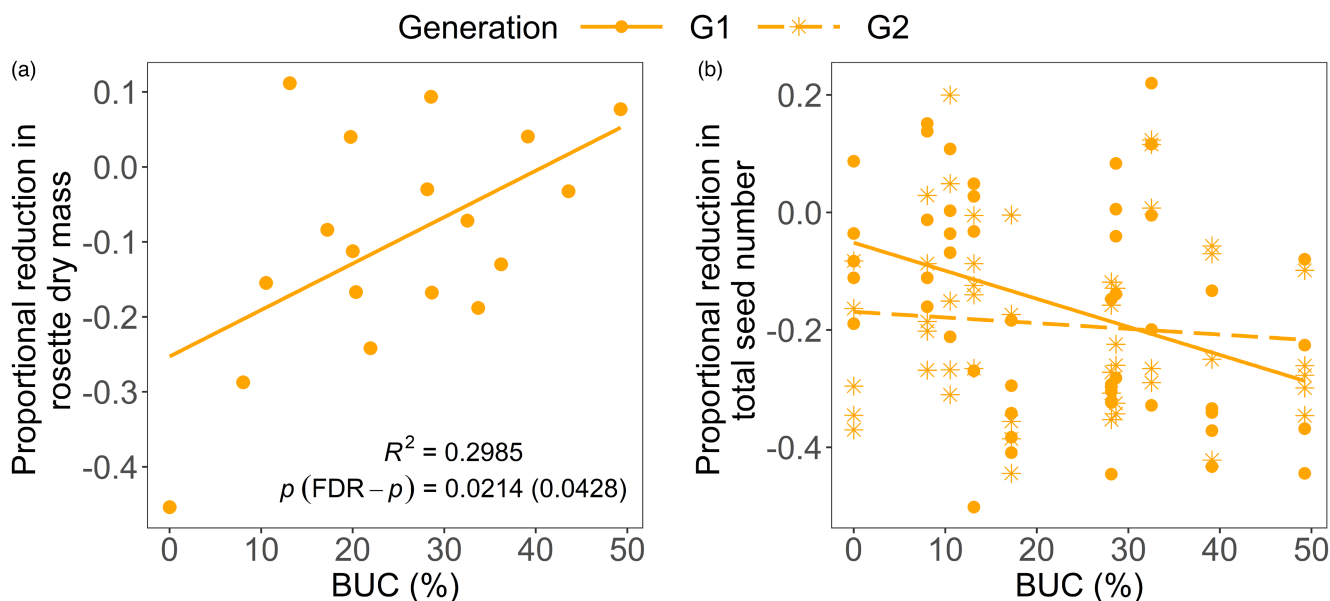 Generation G1 G2
(a)
Proportional reduction in
rosette dry mass
0.1
0.0
-0.1
-0.2
-0.3
-0.4
R² = 0.2985
p (FDR – p) = 0.0214 (0.0428)
0 10 20 30 40 50
BUC (%)
(b)
Proportional reduction in
total seed number
0.2
0.0
-0.2
-0.4
0 10 20 30 40 50
BUC (%)